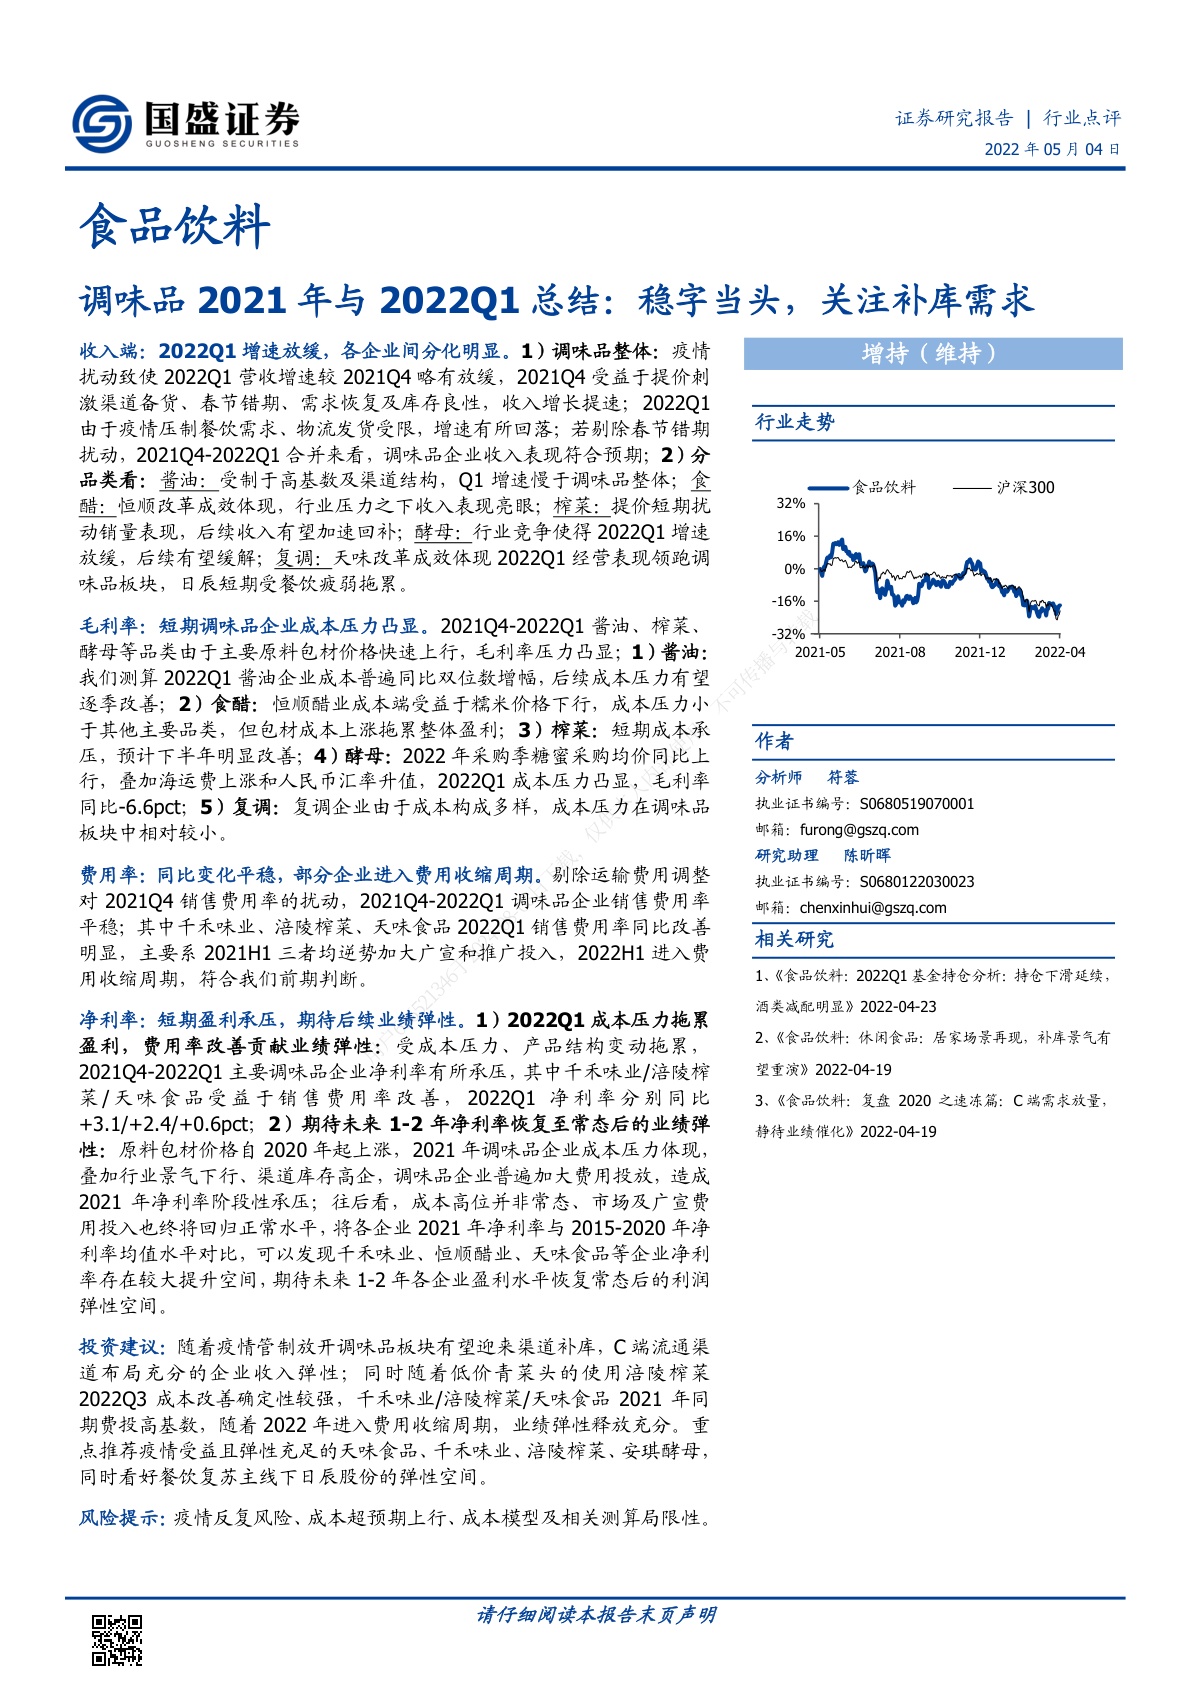 国盛证券
GUOSHENG SECURITIES
证券研究报告 | 行业点评
2022 年 05 月 04 日
食品饮料
调味品 2021 年与 2022Q1 总结：稳字当头，关注补库需求
收入端：2022Q1 增速放缓，各企业间分化明显。1）调味品整体：疫情
扰动致使 2022Q1 营收增速较 2021Q4 略有放缓，2021Q4 受益于提价刺
激渠道备货、春节错期、需求恢复及库存良性，收入增长提速；2022Q1
由于疫情压制餐饮需求、物流发货受限，增速有所回落；若剔除春节错期
扰动，2021Q4-2022Q1 合并来看，调味品企业收入表现符合预期；2）分
品类看：酱油：受制于高基数及渠道结构，Q1 增速慢于调味品整体；食
醋：恒顺改革成效体现，行业压力之下收入表现亮眼；榨菜：提价短期扰
动销量表现，后续收入有望加速回补；酵母：行业竞争使得 2022Q1 增速
放缓，后续有望缓解；复调：天味改革成效体现 2022Q1 经营表现领跑调
味品板块，日辰短期受餐饮疲弱拖累。
毛利率：短期调味品企业成本压力凸显。2021Q4-2022Q1 酱油、榨菜、
酵母等品类由于主要原料包材价格快速上行，毛利率压力凸显；1）酱油：
我们测算 2022Q1 酱油企业成本普遍同比双位数增幅，后续成本压力有望
逐季改善；2）食醋：恒顺醋业成本端受益于糯米价格下行，成本压力小
于其他主要品类，但包材成本上涨拖累整体盈利；3）榨菜：短期成本承
压，预计下半年明显改善；4）酵母：2022 年采购季糖蜜采购均价同比上
行，叠加海运费上涨和人民币汇率升值，2022Q1 成本压力凸显，毛利率
同比-6.6pct；5）复调：复调企业由于成本构成多样，成本压力在调味品
板块中相对较小。
费用率：同比变化平稳，部分企业进入费用收缩周期。剔除运输费用调整
对 2021Q4 销售费用率的扰动，2021Q4-2022Q1 调味品企业销售费用率
平稳；其中千禾味业、涪陵榨菜、天味食品 2022Q1 销售费用率同比改善
明显，主要系 2021H1 三者均逆势加大广宣和推广投入，2022H1 进入费
用收缩周期，符合我们前期判断。
净利率：短期盈利承压，期待后续业绩弹性。1）2022Q1 成本压力拖累
盈利，费用率改善贡献业绩弹性：受成本压力、产品结构变动拖累，
2021Q4-2022Q1 主要调味品企业净利率有所承压，其中千禾味业/涪陵榨
菜/天味食品受益于销售费用率改善，2022Q1 净利率分别同比
+3.1/+2.4/+0.6pct；2）期待未来 1-2 年净利率恢复至常态后的业绩弹
性：原料包材价格自 2020 年起上涨，2021 年调味品企业成本压力体现，
叠加行业景气下行、渠道库存高企，调味品企业普遍加大费用投放，造成
2021 年净利率阶段性承压；往后看，成本高位并非常态、市场及广宣费
用投入也终将回归正常水平，将各企业 2021 年净利率与 2015-2020 年净
利率均值水平对比，可以发现千禾味业、恒顺醋业、天味食品等企业净利
率存在较大提升空间，期待未来 1-2 年各企业盈利水平恢复常态后的利润
弹性空间。
投资建议：随着疫情管制放开调味品板块有望迎来渠道补库，C 端流通渠
道布局充分的企业收入弹性；同时随着低价青菜头的使用涪陵榨菜
2022Q3 成本改善确定性较强，千禾味业/涪陵榨菜/天味食品 2021 年同
期费投高基数，随着 2022 年进入费用收缩周期，业绩弹性释放充分。重
点推荐疫情受益且弹性充足的天味食品、千禾味业、涪陵榨菜、安琪酵母，
同时看好餐饮复苏主线下日辰股份的弹性空间。
风险提示：疫情反复风险、成本超预期上行、成本模型及相关测算局限性。
增持（维持）
行业走势
食品饮料 沪深300
32%
16%
0%
-16%
-32%
2021-05 2021-08 2021-12 2022-04
作者
分析师 符蓉
执业证书编号：S0680519070001
邮箱：furong@gszq.com
研究助理 陈昕晖
执业证书编号：S0680122030023
邮箱：chenxinhui@gszq.com
相关研究
1、《食品饮料：2022Q1 基金持仓分析：持仓下滑延续，
酒类减配明显》2022-04-23
2、《食品饮料：休闲食品：居家场景再现，补库景气有
望重演》2022-04-19
3、《食品饮料：复盘 2020 之速冻篇：C 端需求放量，
静待业绩催化》2022-04-19
请仔细阅读本报告末页声明